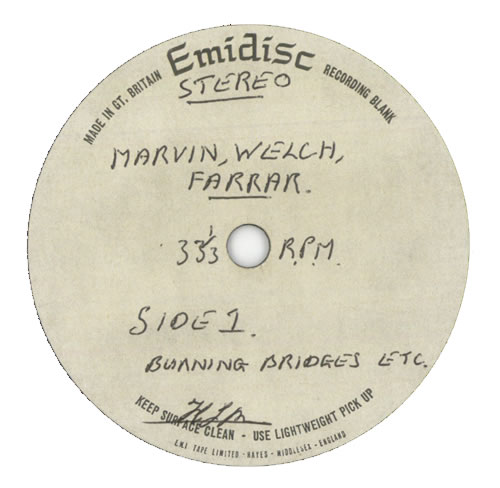 Emidisc
MADE IN GT. BRITAIN
RECORDING BLANK
STEREO
MARVIN, WELCH,
FARRAR.
33⅓ R.P.M.
SIDE 1.
BURNING BRIDGES ETC.
KEEP SURFACE CLEAN - USE LIGHTWEIGHT PICK UP
E.M.I TAPE LIMITED - HAYES - MIDDLESEX - ENGLAND